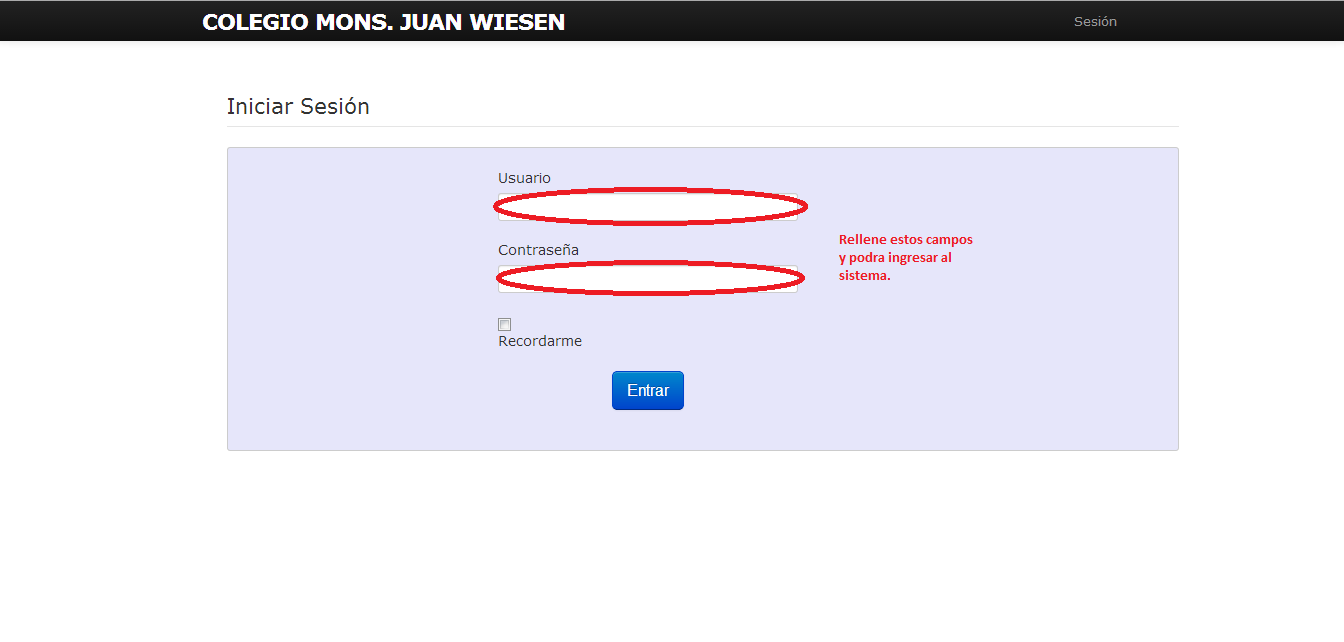 COLEGIO MONS. JUAN WIESEN
Sesión
Iniciar Sesión
Usuario
Contraseña
Rellene estos campos
y podra ingresar al
sistema.
Recordarme
Entrar